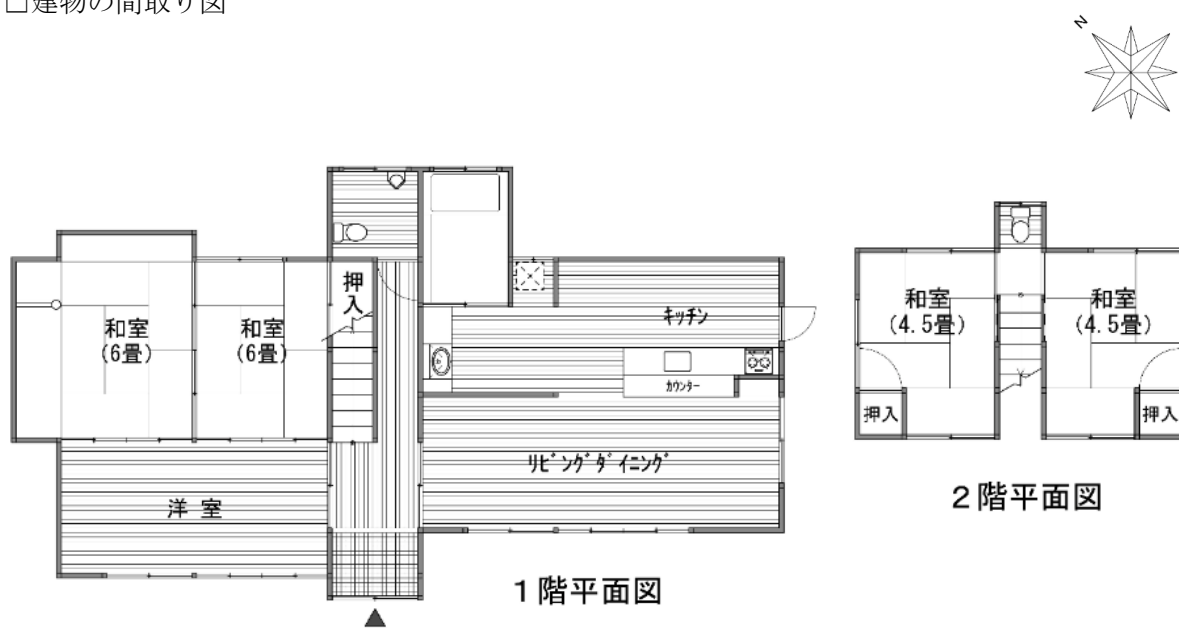 □建物の間取り図
N
押入
和室
(6畳)
和室
(6畳)
キッチン
カウンター
リビングダイニング
洋室
1階平面図
和室
(4.5畳)
和室
(4.5畳)
押入
押入
2階平面図